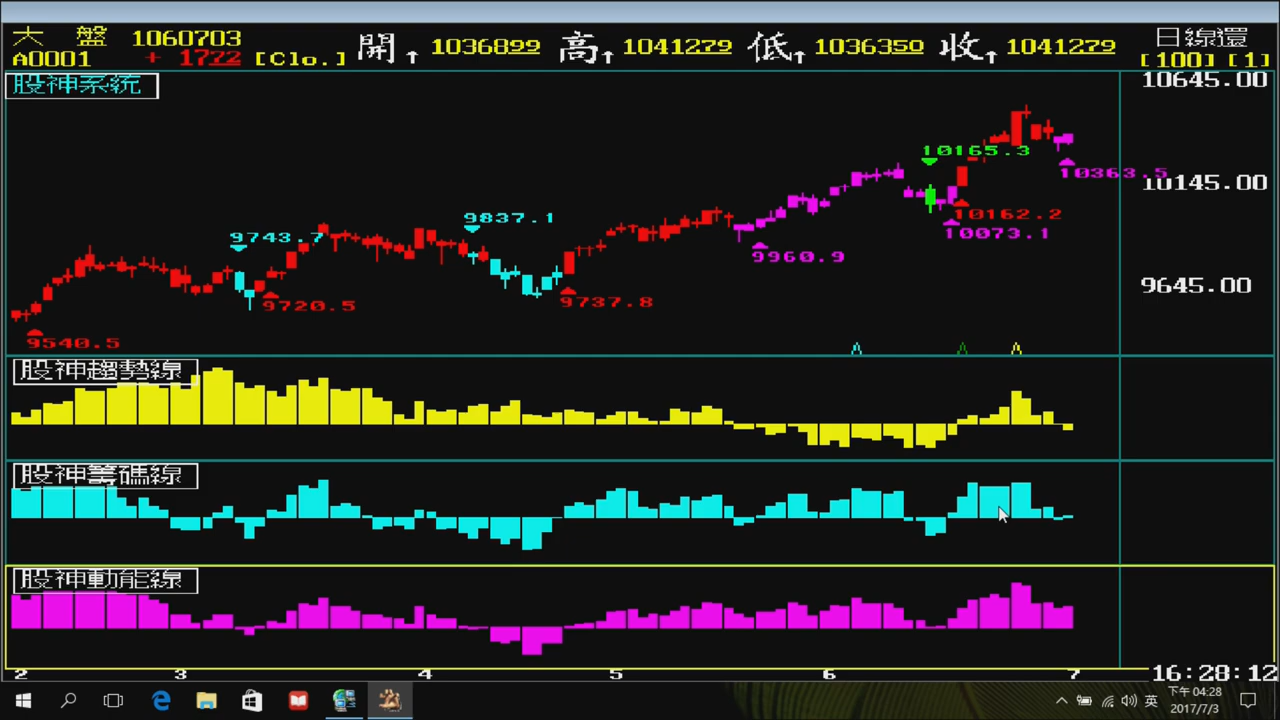 大 盤 1060703 開↑ 1036899 高↑ 1041279 低↑ 1036350 收↑ 1041279 日線還
A0001 + 1772 [Clo.] [100] [1]
股神系统 10645.00
10165.3
10363.5
10145.00
9837.1
10162.2
9743.7
10073.1
9960.9
9645.00
9720.5 9737.8
9540.5
股神趨勢線
股神籌碼線
股神動能線
2 3 4 5 6 7 16:28:12
英 下午 04:28
2017/7/3